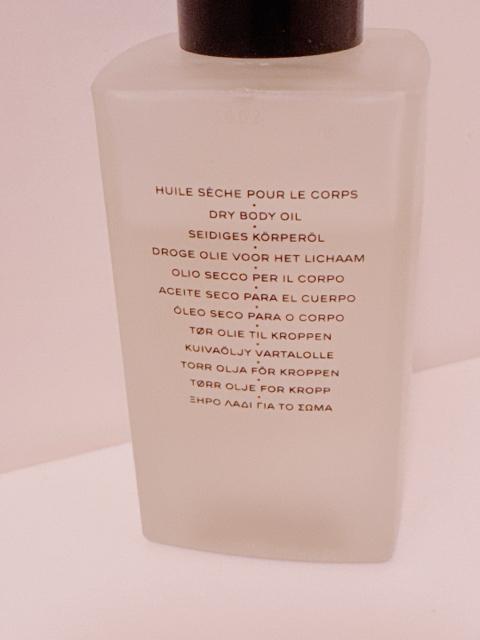 HUILE SÈCHE POUR LE CORPS
DRY BODY OIL
SEIDIGES KÖRPERÖL
DROGE OLIE VOOR HET LICHAAM
OLIO SECCO PER IL CORPO
ACEITE SECO PARA EL CUERPO
ÓLEO SECO PARA O CORPO
TØR OLIE TIL KROPPEN
KUIVAÖLJY VARTALOLLE
TORR OLJA FÖR KROPPEN
TØRR OLJE FOR KROPP
ΞΗΡΟ ΛΑΔΙ ΓΙΑ ΤΟ ΣΩΜΑ